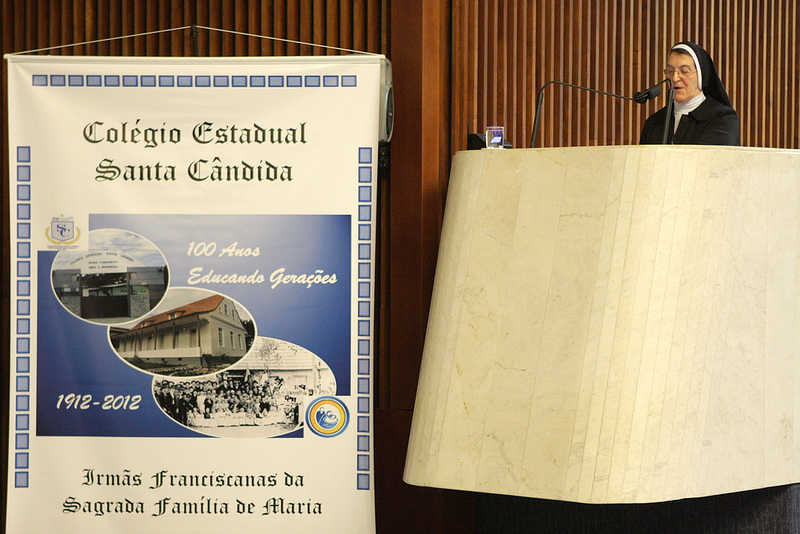 Colégio Estadual
Santa Cândida
100 Anos
Educando Gerações
1912-2012
Irmãs Franciscanas da
Sagrada Família de Maria